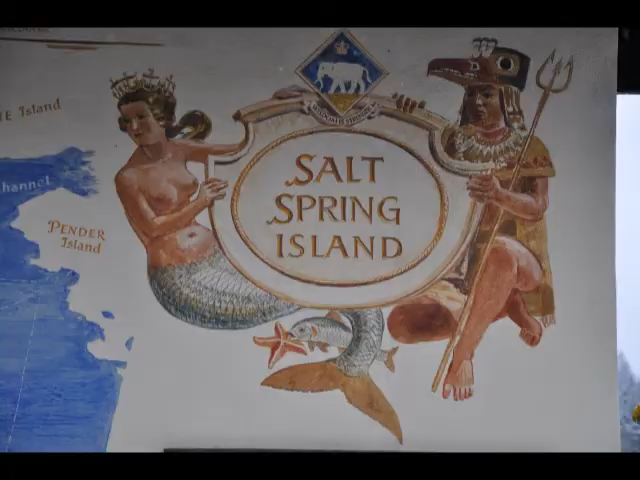 Island
hannel
PENDER
Island
SALT
SPRING
ISLAND